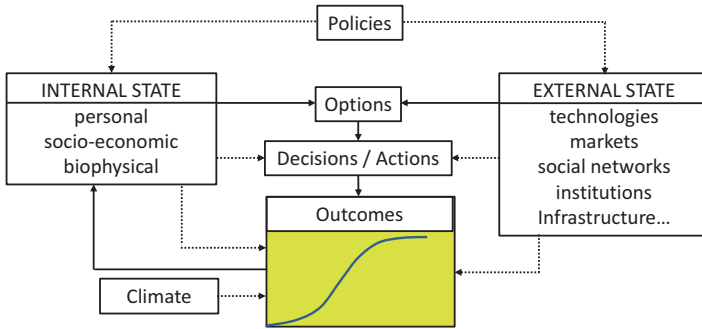 Policies
INTERNAL STATE
personal
socio-economic
biophysical
Options
Decisions / Actions
Outcomes
EXTERNAL STATE
technologies
markets
social networks
institutions
Infrastructure...
Climate